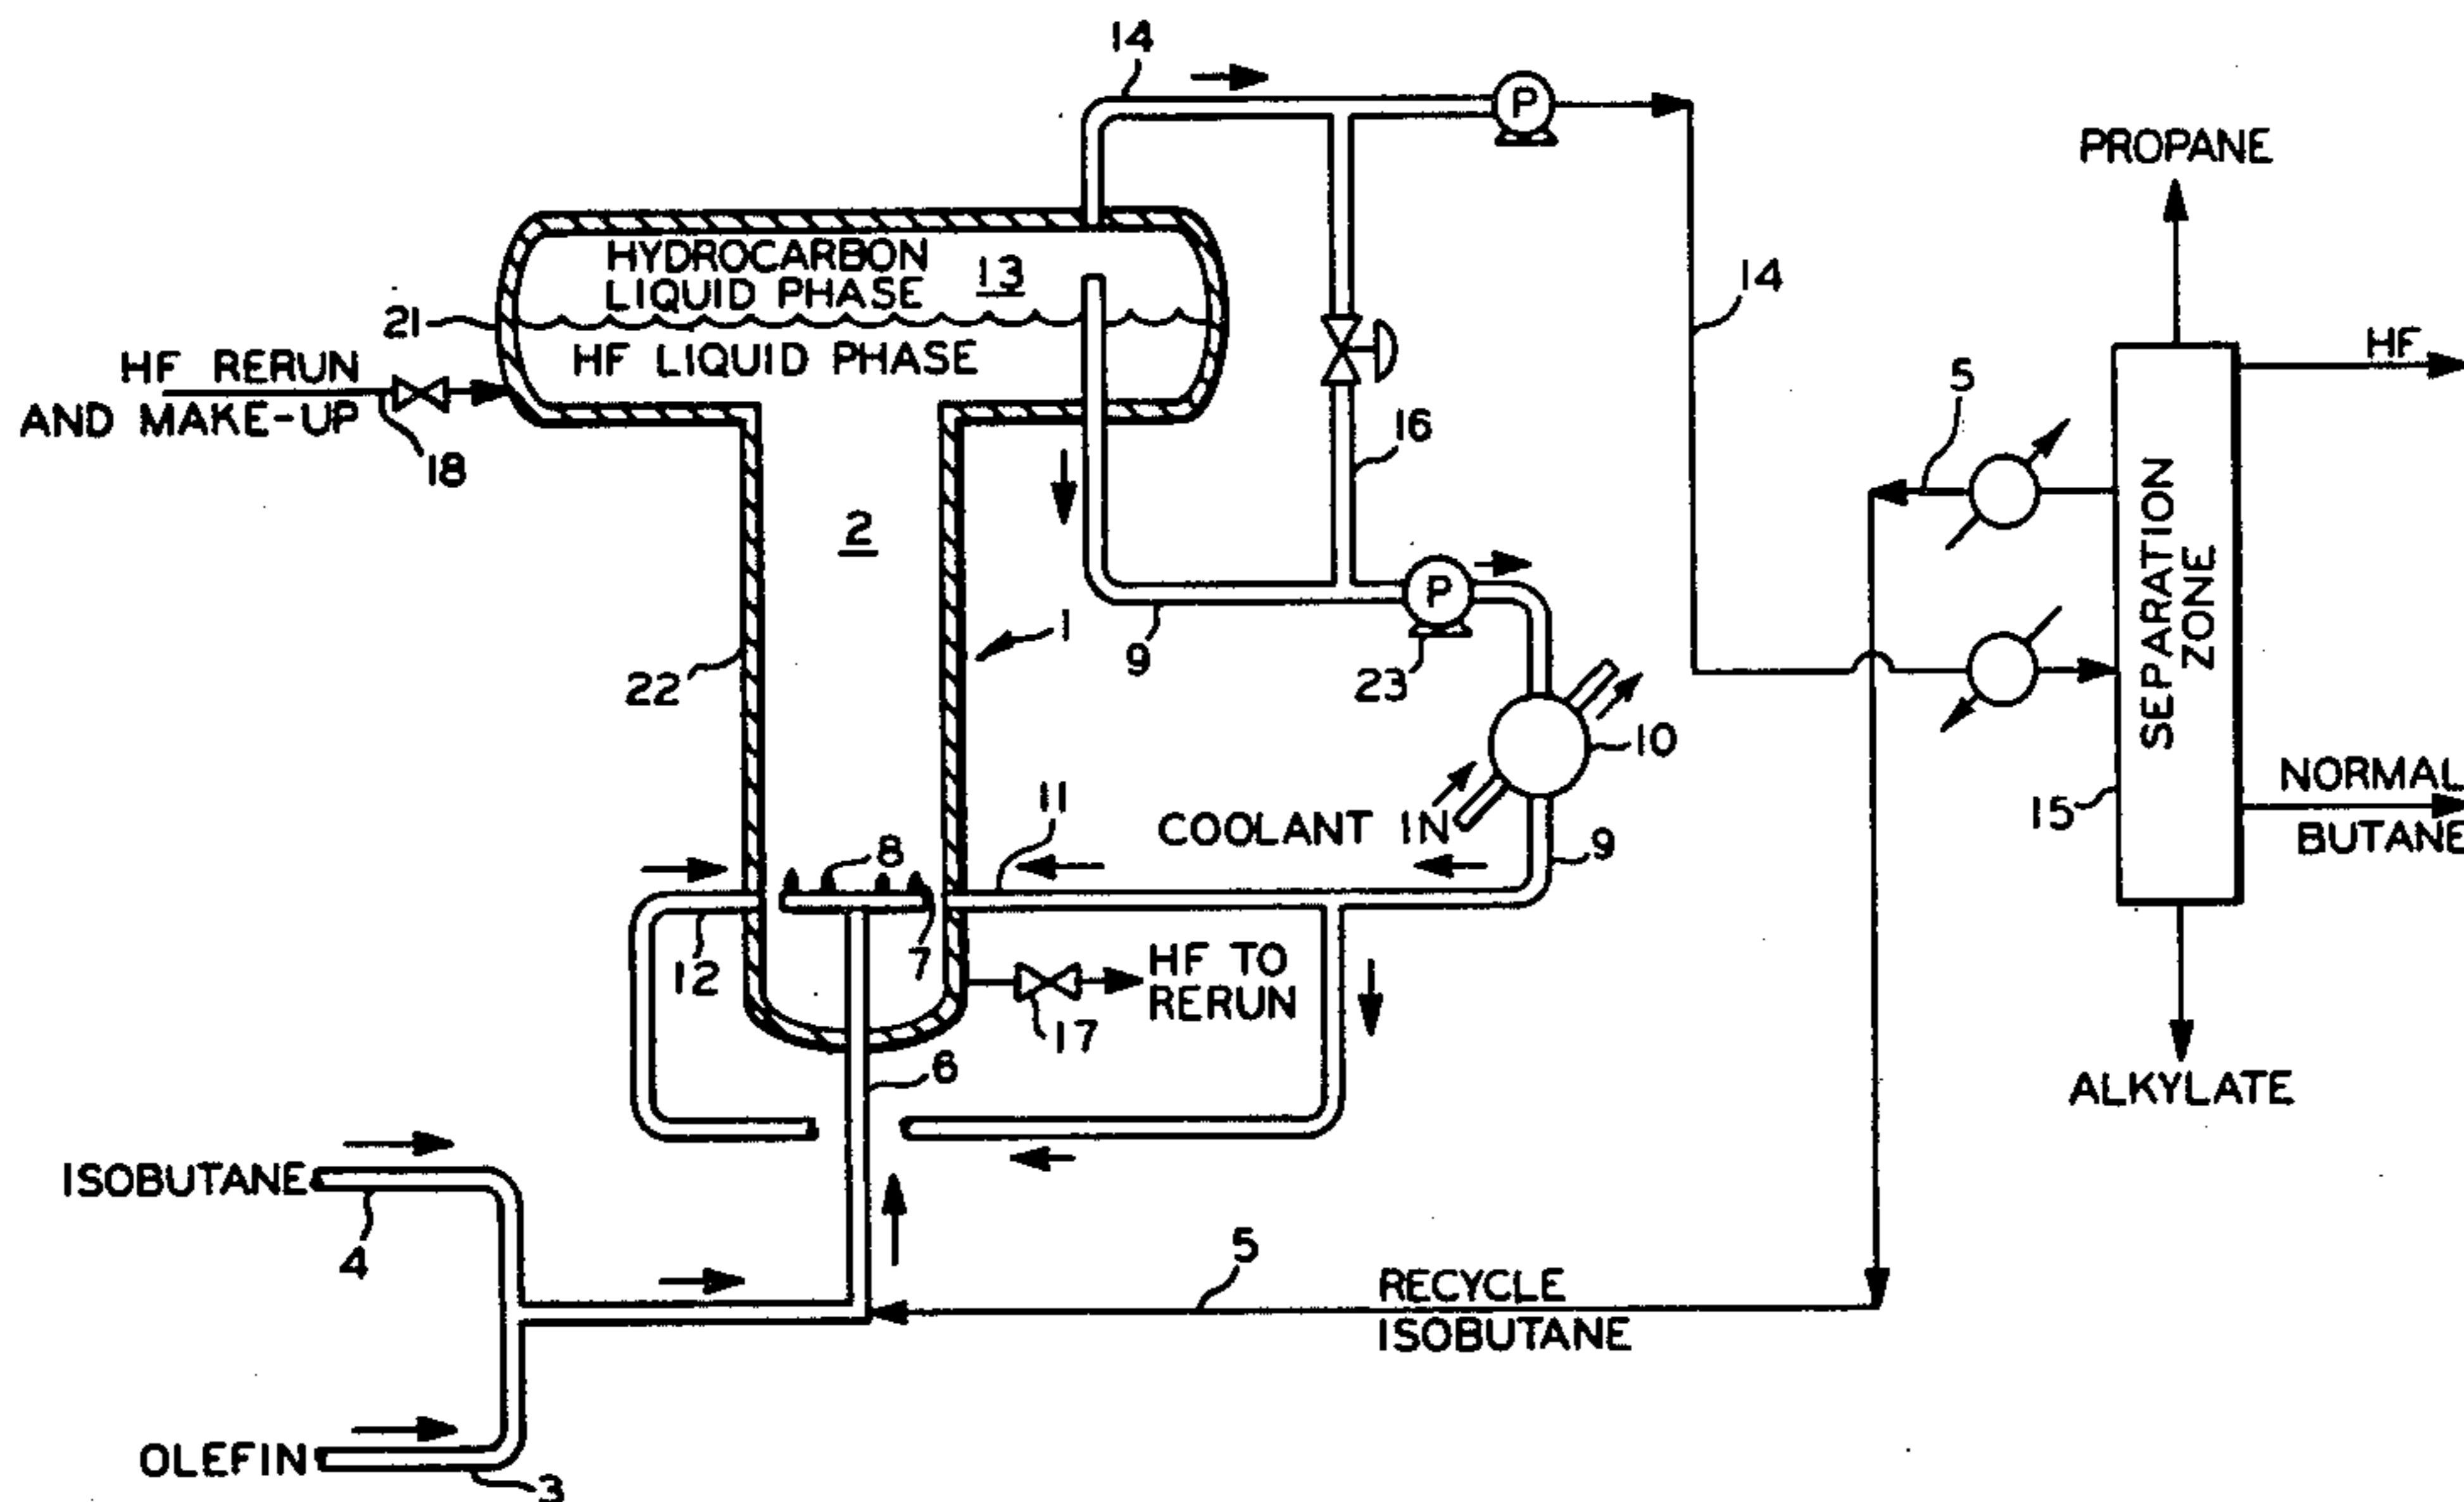 14
P
PROPANE
HYDROCARBON
LIQUID PHASE
13
14
21
HF LIQUID PHASE
HF
HF RERUN
AND MAKE-UP
5
18
16
SEPARATION
ZONE
2
P
1
9
22
23
10
11
NORMAL
BUTANE
15
COOLANT IN
8
9
12
7
HF TO
RERUN
17
6
ALKYLATE
ISOBUTANE
4
5
RECYCLE
ISOBUTANE
OLEFIN
3